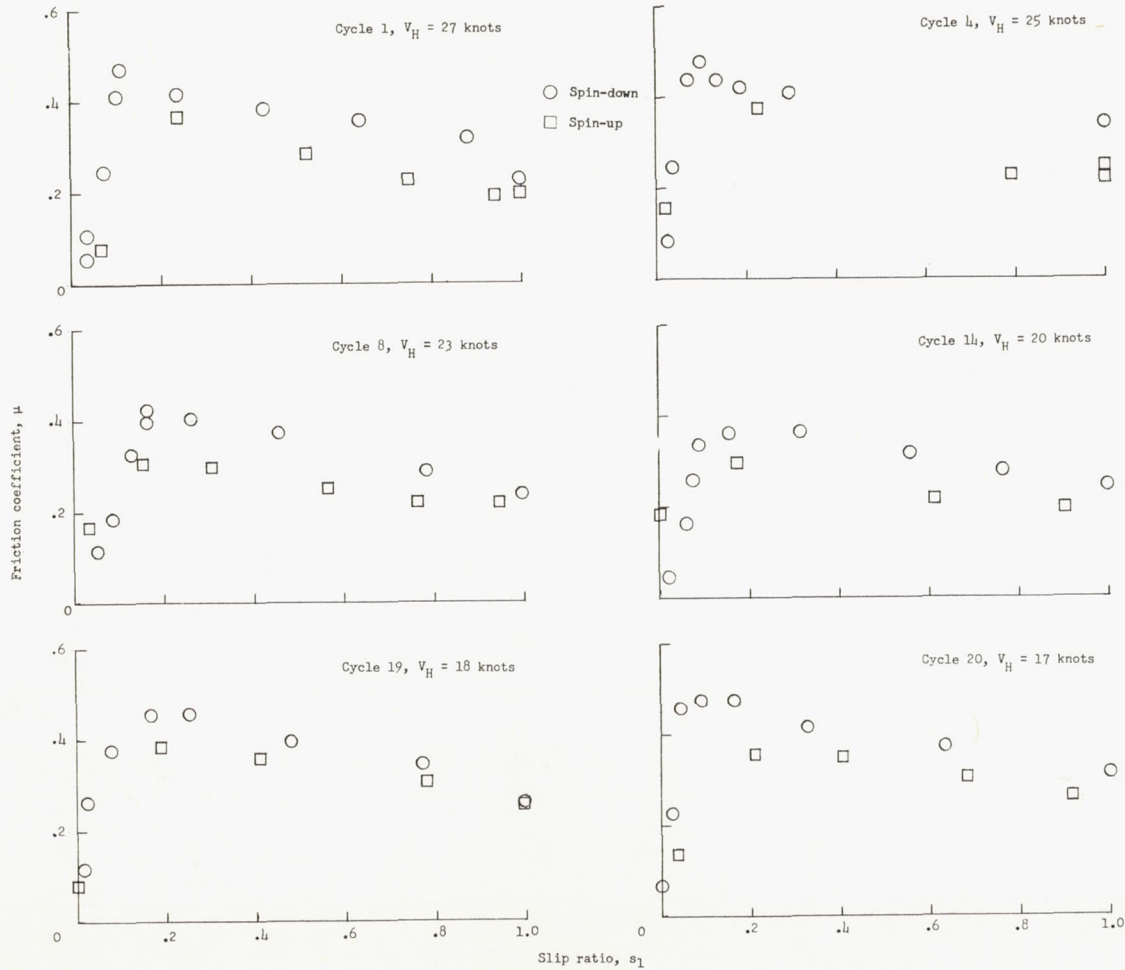 .6
Cycle 1, V_H = 27 knots
Cycle 4, V_H = 25 knots
.4
Spin-down
Spin-up
.2
0
.6
Cycle 8, V_H = 23 knots
Cycle 14, V_H = 20 knots
.4
.2
0
Friction coefficient, μ
.6
Cycle 19, V_H = 18 knots
Cycle 20, V_H = 17 knots
.4
.2
0 .2 .4 .6 .8 1.0
0 .2 .4 .6 .8 1.0
Slip ratio, s₁